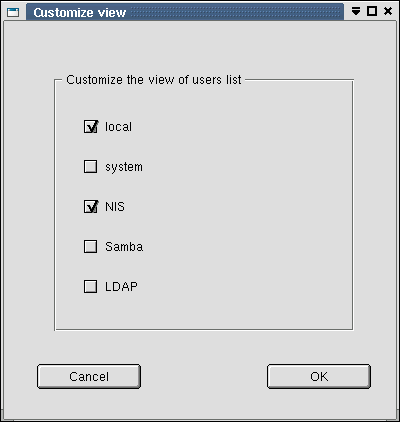 Customize view
Customize the view of users list
local
system
NIS
Samba
LDAP
Cancel OK